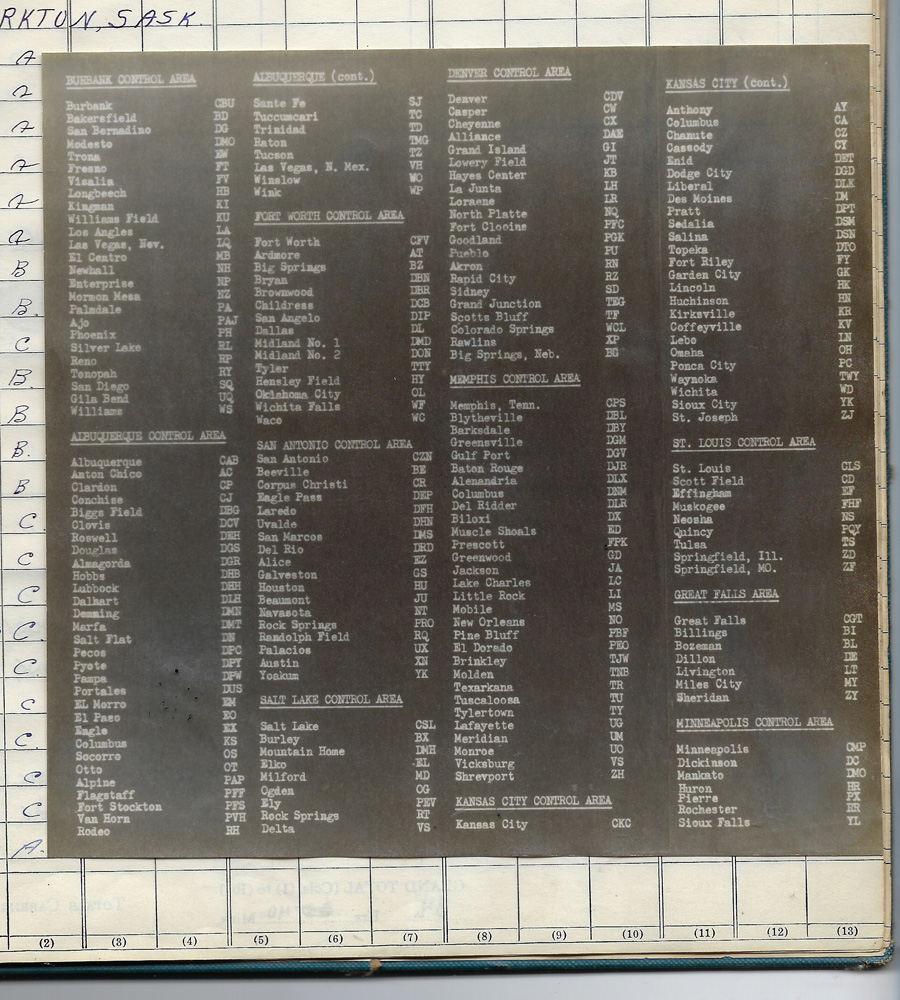 RKTON, SASK.
A
A
A
A
A
A
B
B.
C
B.
B
B.
B
C.
C
C
C.
C.
C
C.
C
C
A.
BURBANK CONTROL AREA
Burbank CBU
Bakersfield BD
San Bernadino DG
Modesto DMO
Trona EW
Fresno FT
Visalia FV
Longbeech HB
Kingman KI
Williams Field KU
Los Angles LA
Las Vegas, Nev. LQ
El Centro MB
Newhall NH
Enterprise NP
Mormon Mesa NZ
Palmdale PA
Ajo PAJ
Phoenix PH
Silver Lake RL
Reno RP
Tonopah RY
San Diego SQ
Gila Bend UQ
Williams WS
ALBUQUERQUE CONTROL AREA
Albuquerque CAB
Anton Chico AC
Clardon CP
Conchise CJ
Biggs Field DBG
Clovis DCV
Roswell DEH
Douglas DGS
Almagorda DGR
Hobbs DHB
Lubbock DHH
Dalhart DLH
Demming DMN
Marfa DMT
Salt Flat DN
Pecos DPC
Pyote DPY
Pampa DPW
Portales DUS
EL Morro EM
El Paso EO
Eagle EX
Columbus KS
Socorro OS
Otto OT
Alpine PAP
Flagstaff PFF
Fort Stockton PFS
Van Horn PVH
Rodeo RH
ALBUQUERQUE (cont.)
Sante Fe SJ
Tuccumcari TC
Trinidad TD
Raton TMG
Tucson TZ
Las Vegas, N. Mex. VH
Winslow WO
Wink WP
FORT WORTH CONTROL AREA
Fort Worth CFV
Ardmore AT
Big Springs BZ
Bryan DBN
Brownwood DBR
Childress DCB
San Angelo DIP
Dallas DL
Midland No. 1 DMD
Midland No. 2 DON
Tyler TTY
Hensley Field HY
Oklohoma City OL
Wichita Falls WF
Waco WC
SAN ANTONIO CONTROL AREA
San Antonio CZN
Beeville BE
Corpus Christi CR
Eagle Pass DEP
Laredo DFH
Uvalde DHN
San Marcos DMS
Del Rio DRD
Alice EZ
Galveston GS
Houston HU
Beaumont JU
Navasota NT
Rock Springs PRO
Randolph Field RQ
Palacios UX
Austin XN
Yoakum YK
SALT LAKE CONTROL AREA
Salt Lake CSL
Burley BX
Mountain Home DMH
Elko EL
Milford MD
Ogden OG
Ely PEV
Rock Springs RT
Delta VS
DENVER CONTROL AREA
Denver CDV
Casper CW
Cheyenne CX
Alliance DAE
Grand Island GI
Lowery Field JT
Hayes Center KB
La Junta LH
Loraene LR
North Platte NQ
Fort Clooins PFC
Goodland PGK
Pueblo PU
Akron RN
Rapid City RZ
Sidney SD
Grand Junction TEG
Scotts Bluff TF
Colorado Springs WCL
Rawlins XP
Big Springs, Neb. BG
MEMPHIS CONTROL AREA
Memphis, Tenn. CPS
Blytheville DBL
Barksdale DBY
Greensville DGM
Gulf Port DGV
Baton Rouge DJR
Alenandria DLX
Columbus DNM
Del Ridder DLR
Biloxi DX
Muscle Shoals ED
Prescott FPK
Greenwood GD
Jackson JA
Lake Charles LC
Little Rock LI
Mobile MS
New Orleans NO
Pine Bluff PBF
El Dorado PEO
Brinkley TJW
Molden TNB
Texarkana TR
Tuscaloosa TU
Tylertown TY
Lafayette UG
Meridian UM
Monroe UO
Vicksburg VS
Shrevport ZH
KANSAS CITY CONTROL AREA
Kansas City CKC
KANSAS CITY (cont.)
Anthony AY
Columbus CA
Chanute CZ
Cassody CY
Enid DET
Dodge City DGD
Liberal DLK
Des Moines DM
Pratt DPT
Sedalia DSM
Salina DSN
Topeka DTO
Fort Riley FY
Garden City GK
Lincoln HK
Huchinson HN
Kirksville KR
Coffeyville KV
Lebo LN
Omaha OH
Ponca City PC
Waynoka TWY
Wichita WD
Sioux City YK
St. Joseph ZJ
ST. LOUIS CONTROL AREA
St. Louis CLS
Scott Field CD
Effingham EF
Muskogee FHF
Neosha NS
Quincy PQY
Tulsa TS
Springfield, Ill. ZD
Springfield, MO. ZF
GREAT FALLS AREA
Great Falls CGT
Billings BI
Bozeman BL
Dillon DE
Livington LT
Miles City MY
Sheridan ZY
MINNEAPOLIS CONTROL AREA
Minneapolis CMP
Dickinson DC
Mankato DMO
Huron HR
Pierre PX
Rochester RR
Sioux Falls YL
(2) (3) (4) (5) (6) (7) (8) (9) (10) (11) (12) (13)